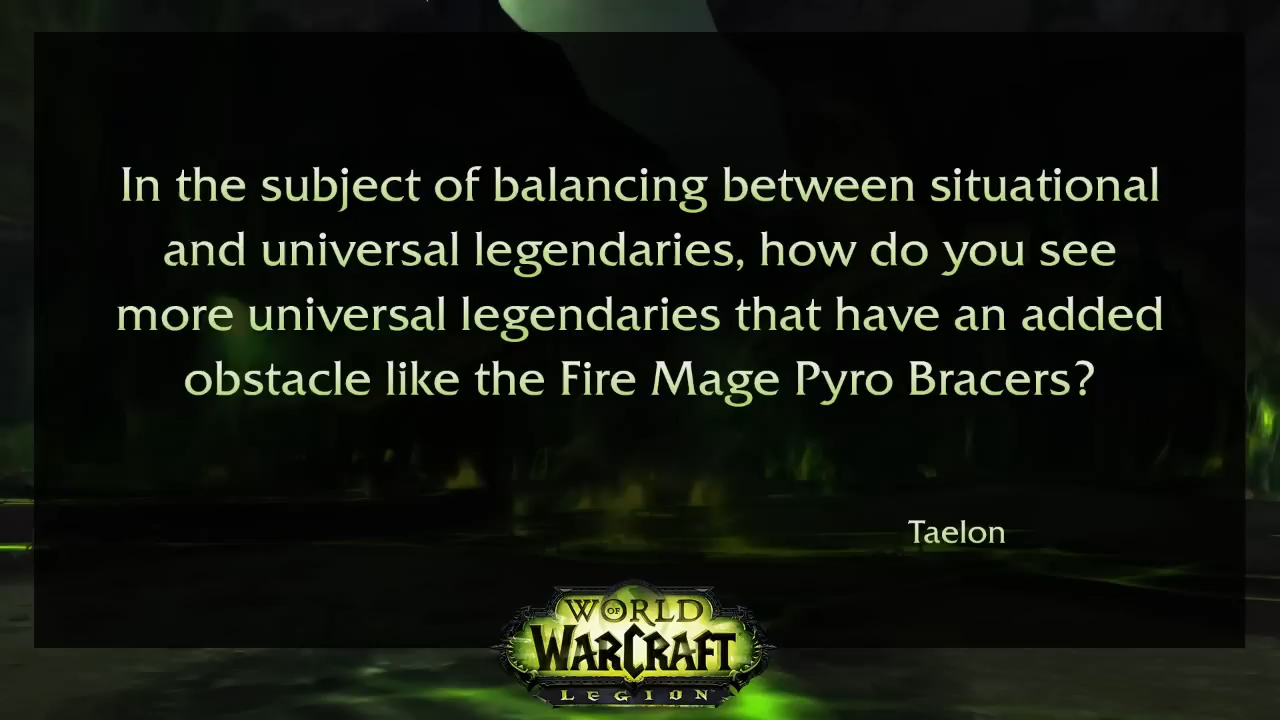 In the subject of balancing between situational
and universal legendaries, how do you see
more universal legendaries that have an added
obstacle like the Fire Mage Pyro Bracers?
Taelon
WORLD
OF
WARCRAFT
LEGION